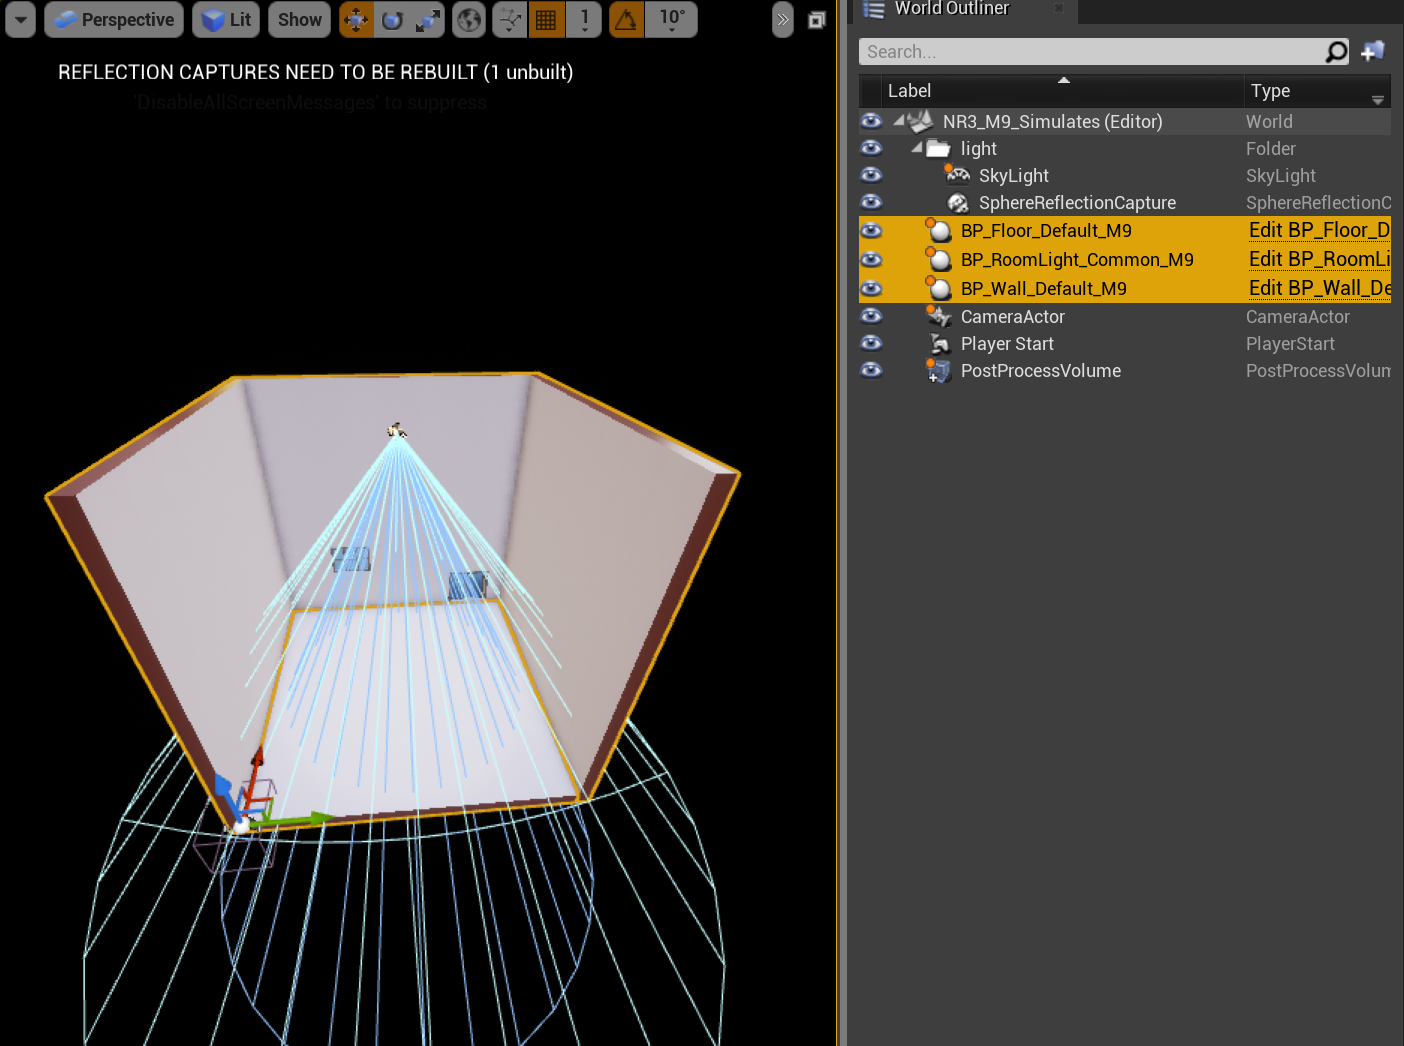 Perspective
Lit
Show
1
10°
REFLECTION CAPTURES NEED TO BE REBUILT (1 unbuilt)
'DisableAllScreenMessages' to suppress
World Outliner
Search...
Label Type
NR3_M9_Simulates (Editor) World
light Folder
SkyLight SkyLight
SphereReflectionCapture SphereReflectionC
BP_Floor_Default_M9 Edit BP_Floor_D
BP_RoomLight_Common_M9 Edit BP_RoomLi
BP_Wall_Default_M9 Edit BP_Wall_De
CameraActor CameraActor
Player Start PlayerStart
PostProcessVolume PostProcessVolum